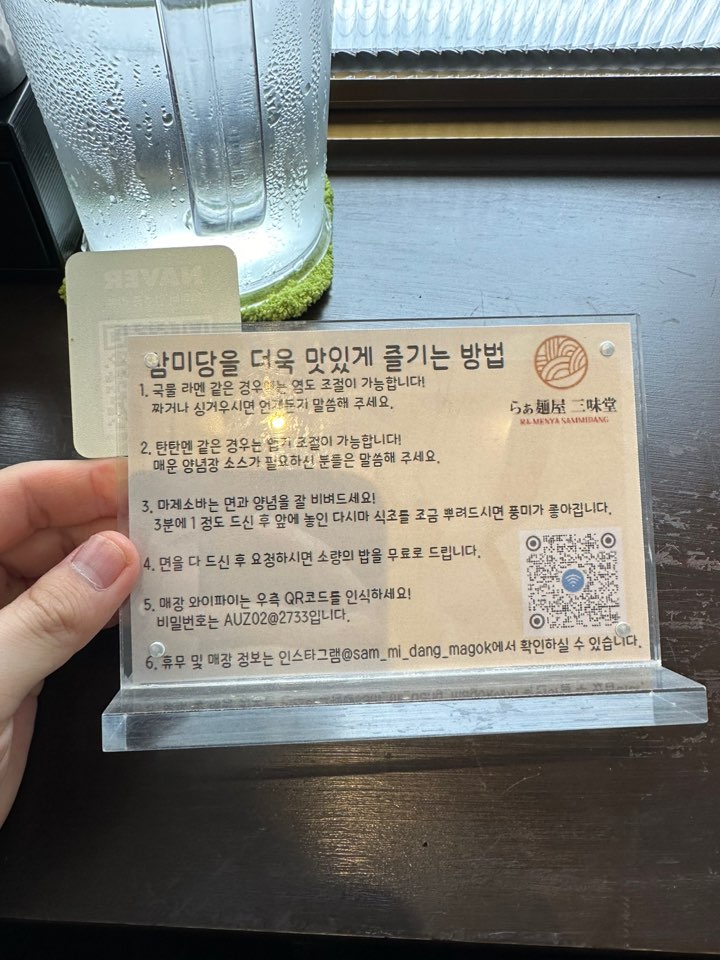 NAVER
삼미당을 더욱 맛있게 즐기는 방법
らぁ麺屋 三味堂
RA-MENYA SAMMIDANG
1. 국물 라멘 같은 경우에는 염도 조절이 가능합니다!
짜거나 싱거우시면 언제든지 말씀해 주세요.
2. 탄탄멘 같은 경우는 맵기 조절이 가능합니다!
매운 양념장 소스가 필요하신 분들은 말씀해 주세요.
3. 마제소바는 면과 양념을 잘 비벼드세요!
3분에 1 정도 드신 후 앞에 놓인 다시마 식초를 조금 뿌려드시면 풍미가 좋아집니다.
4. 면을 다 드신 후 요청하시면 소량의 밥을 무료로 드립니다.
5. 매장 와이파이는 우측 QR코드를 인식하세요!
비밀번호는 AUZ02@2733입니다.
6. 휴무 및 매장 정보는 인스타그램@sam_mi_dang_magok에서 확인하실 수 있습니다.